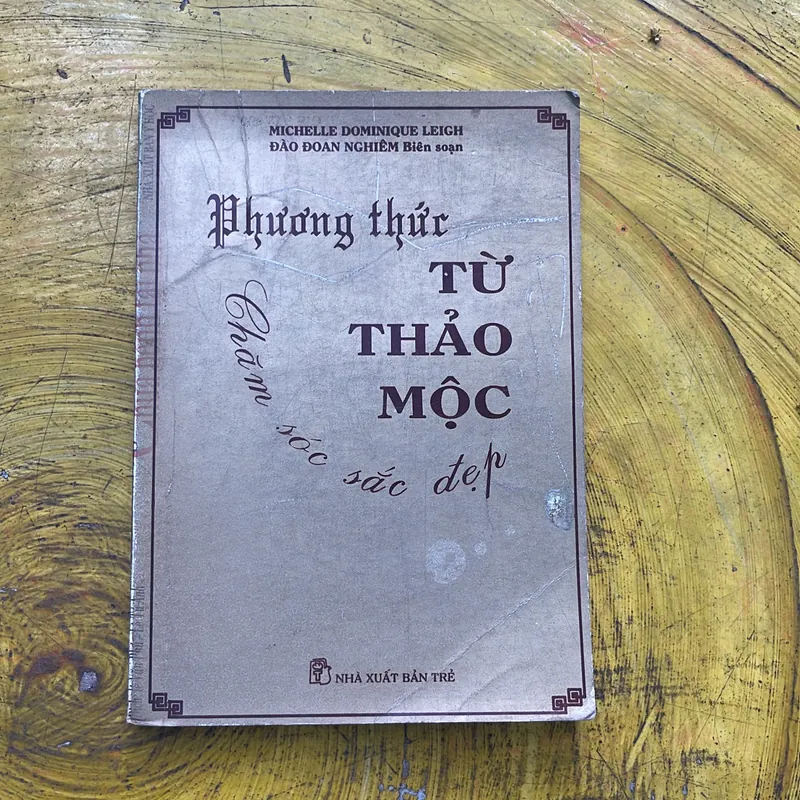 MICHELLE DOMINIQUE LEIGH
ĐÀO ĐOAN NGHIÊM Biên soạn
Phương thức
TỪ
THẢO
MỘC
Chăm sóc sắc đẹp
NHÀ XUẤT BẢN TRẺ